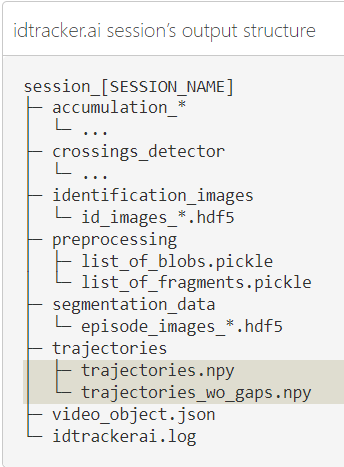 idtracker.ai session's output structure
session_[SESSION_NAME]
├─ accumulation_*
│  └─ ...
├─ crossings_detector
│  └─ ...
├─ identification_images
│  └─ id_images_*.hdf5
├─ preprocessing
│  ├─ list_of_blobs.pickle
│  └─ list_of_fragments.pickle
├─ segmentation_data
│  └─ episode_images_*.hdf5
├─ trajectories
│  ├─ trajectories.npy
│  └─ trajectories_wo_gaps.npy
├─ video_object.json
└─ idtrackerai.log